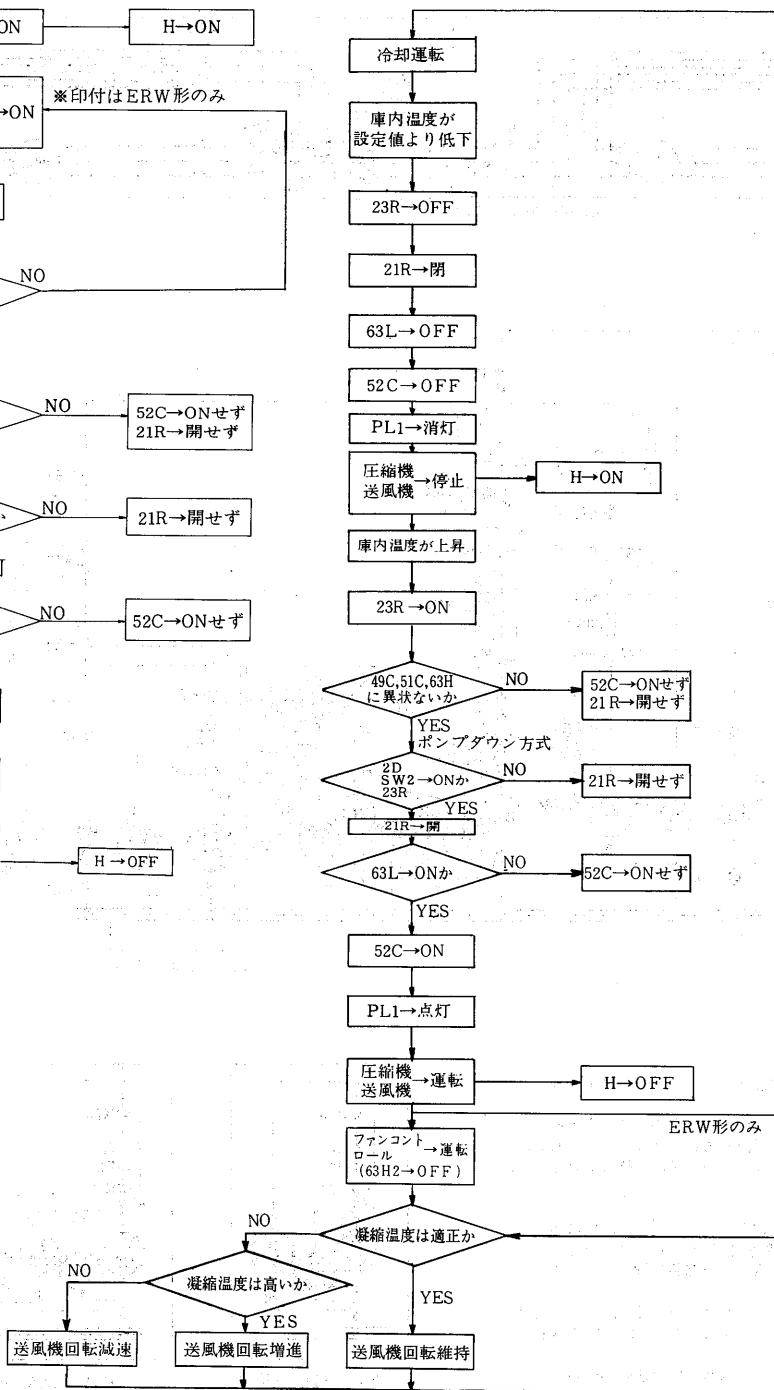 ON
H→ON
→ON
※印付はERW形のみ
NO
NO
52C→ONせず
21R→開せず
か
NO
21R→開せず
NO
52C→ONせず
H→OFF
冷却運転
庫内温度が
設定値より低下
23R→OFF
21R→閉
63L→OFF
52C→OFF
PL1→消灯
圧縮機
送風機
→停止
H→ON
庫内温度が上昇
23R→ON
49C,51C,63H
に異状ないか
NO
52C→ONせず
21R→開せず
YES
ポンプダウン方式
2D
SW2→ONか
23R
NO
21R→開せず
YES
21R→開
63L→ONか
NO
52C→ONせず
YES
52C→ON
PL1→点灯
圧縮機
送風機
→運転
H→OFF
ERW形のみ
ファンコント
ロール
→運転
(63H2→OFF)
凝縮温度は適正か
NO
凝縮温度は高いか
NO
YES
YES
送風機回転減速
送風機回転増進
送風機回転維持